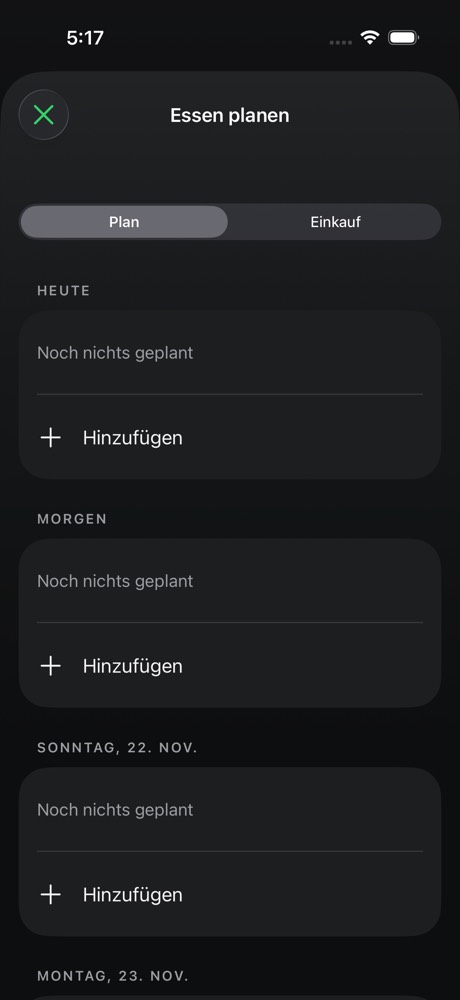 5:17
Essen planen
Plan
Einkauf
HEUTE
Noch nichts geplant
Hinzufügen
MORGEN
Noch nichts geplant
Hinzufügen
SONNTAG, 22. NOV.
Noch nichts geplant
Hinzufügen
MONTAG, 23. NOV.